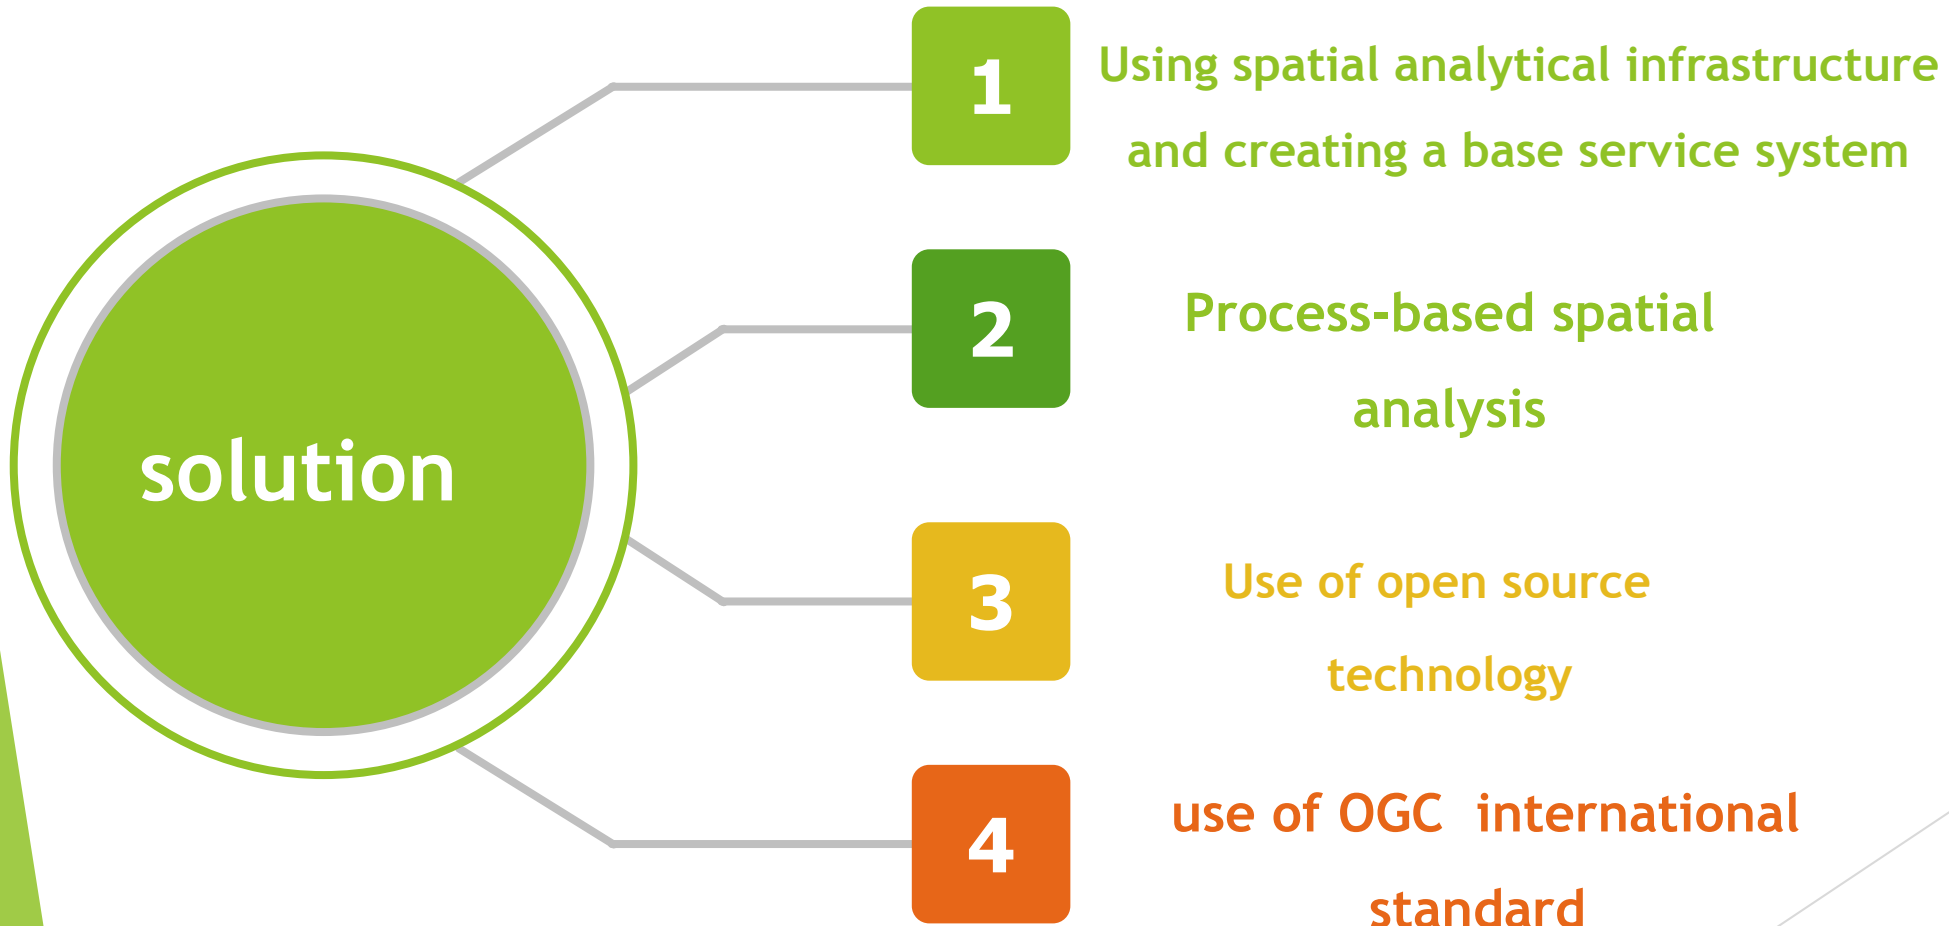 solution
1
Using spatial analytical infrastructure
and creating a base service system
2
Process-based spatial
analysis
3
Use of open source
technology
4
use of OGC  international
standard